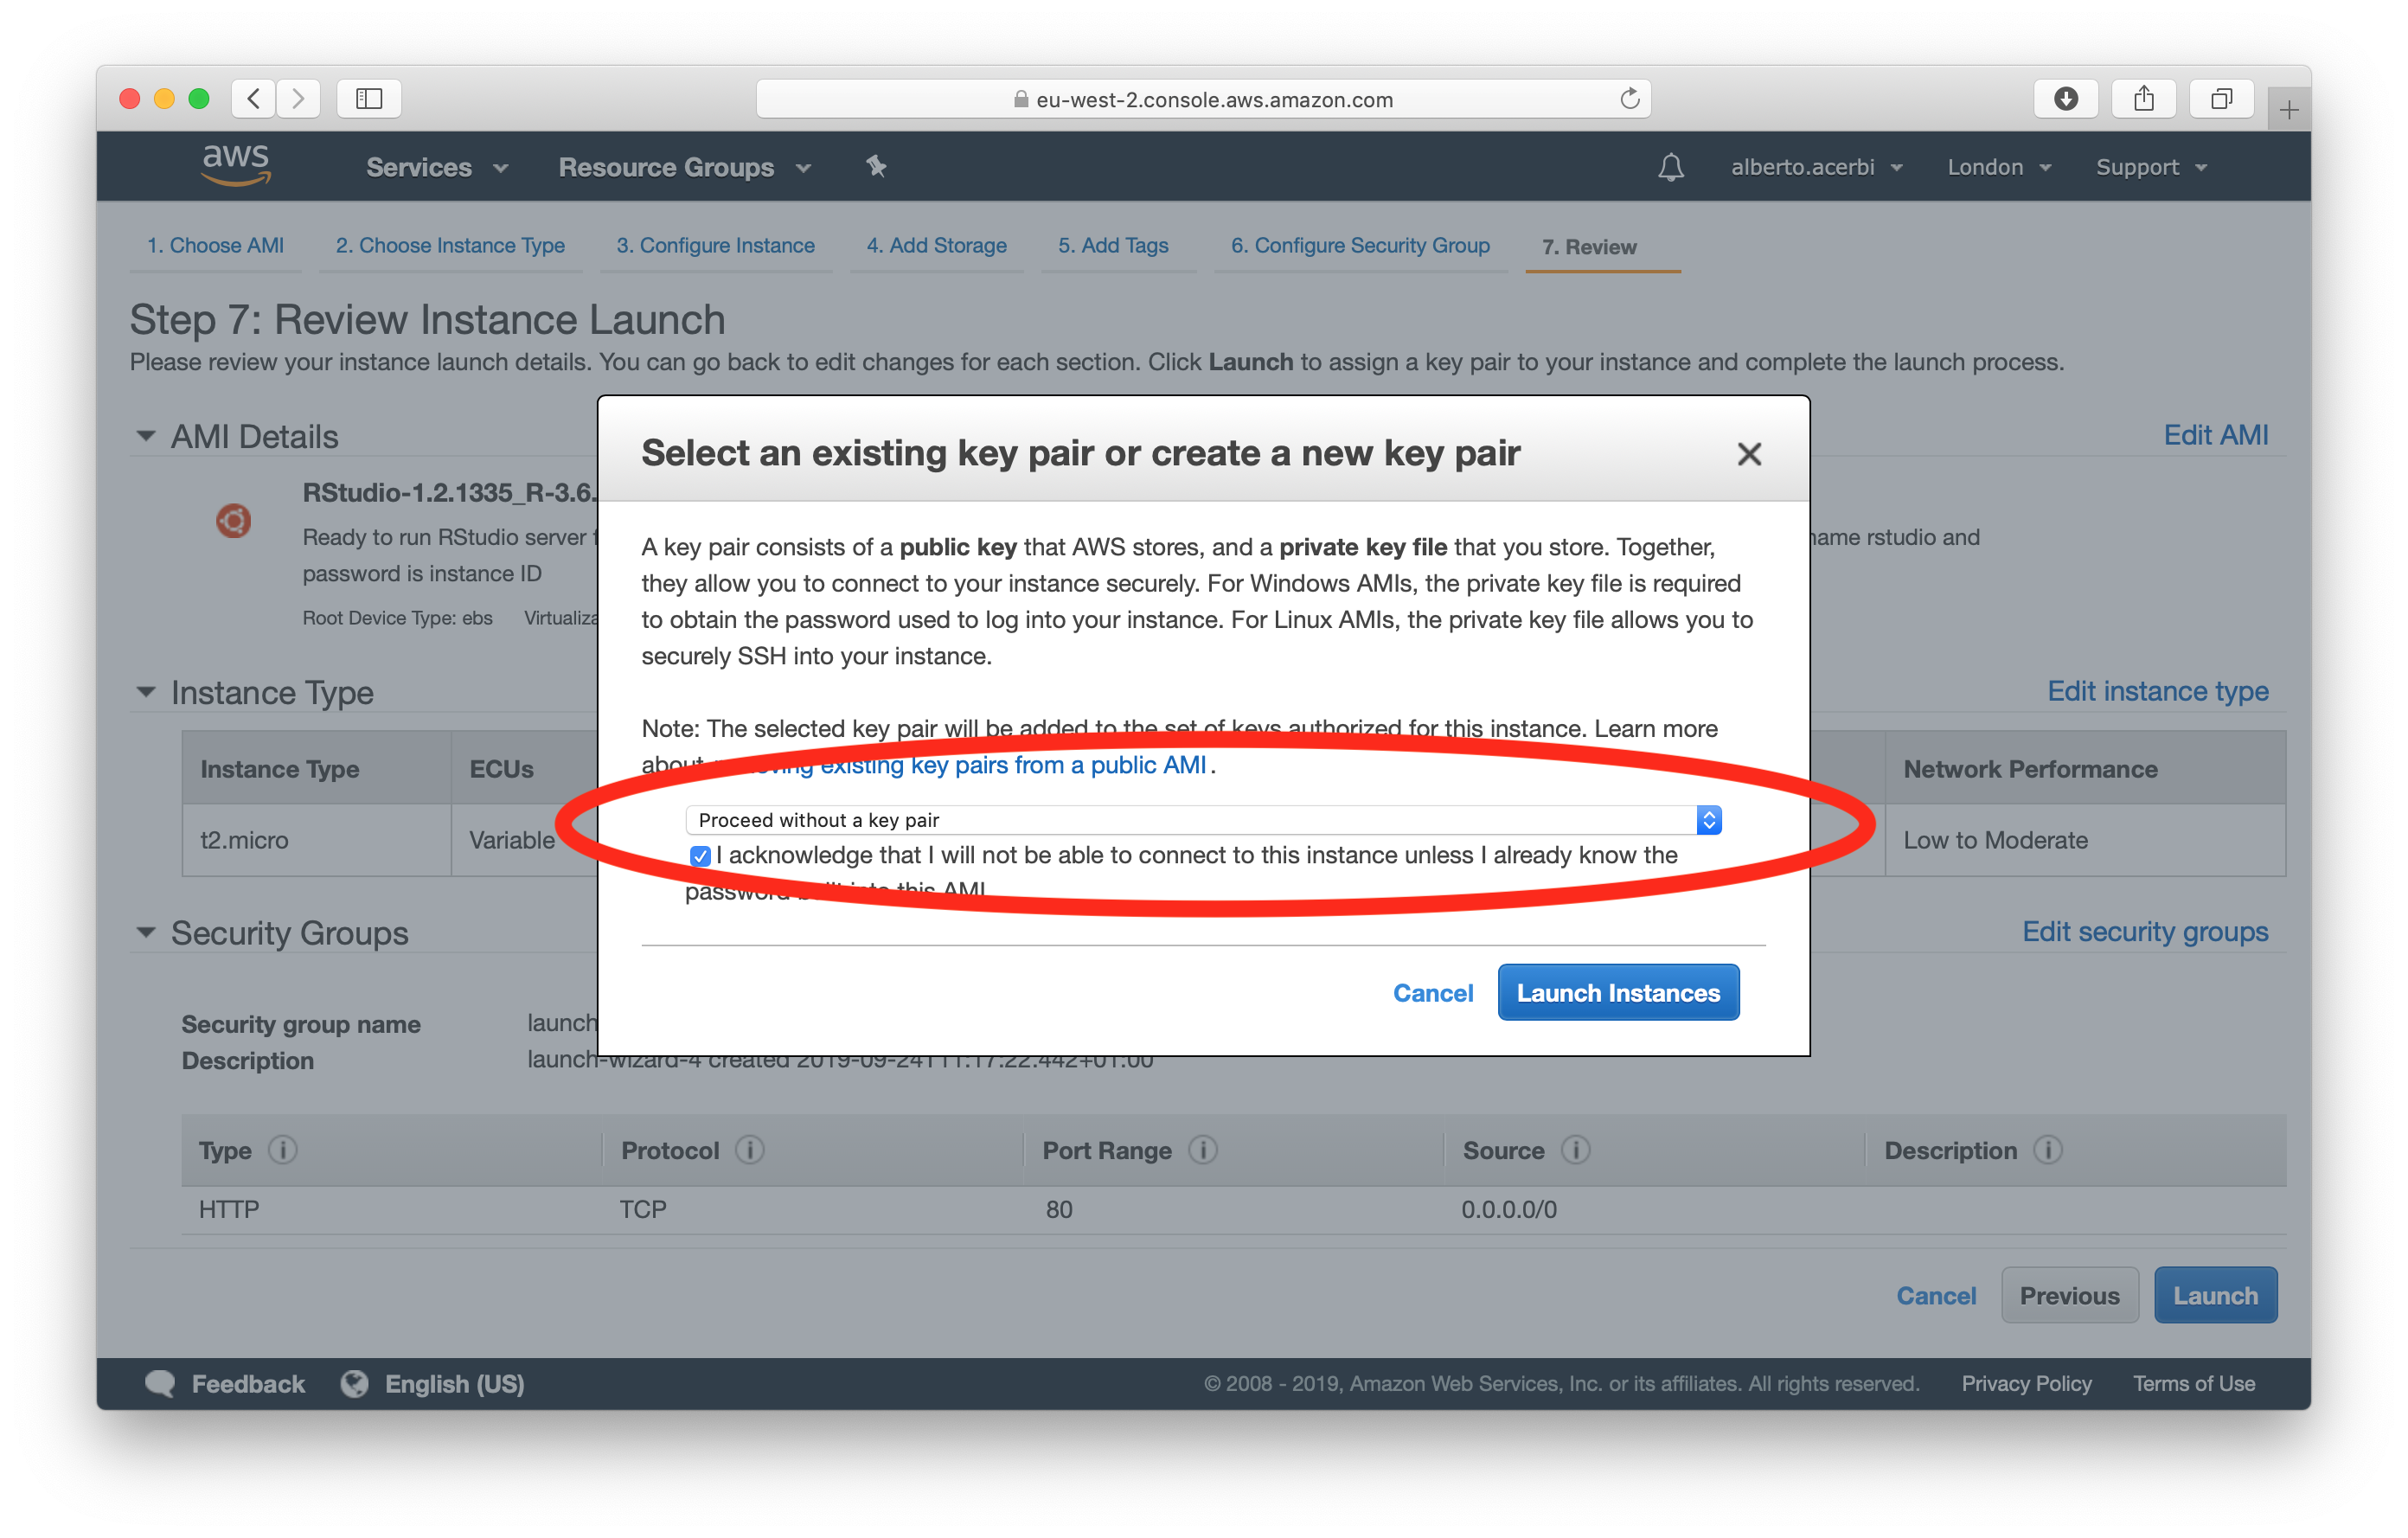 eu-west-2.console.aws.amazon.com
aws Services Resource Groups alberto.acerbi London Support
1. Choose AMI 2. Choose Instance Type 3. Configure Instance 4. Add Storage 5. Add Tags 6. Configure Security Group 7. Review
Step 7: Review Instance Launch
Please review your instance launch details. You can go back to edit changes for each section. Click Launch to assign a key pair to your instance and complete the launch process.
AMI Details Edit AMI
RStudio-1.2.1335_R-3.6.
Ready to run RStudio server name rstudio and
password is instance ID
Root Device Type: ebs
Select an existing key pair or create a new key pair
A key pair consists of a public key that AWS stores, and a private key file that you store. Together,
they allow you to connect to your instance securely. For Windows AMIs, the private key file is required
to obtain the password used to log into your instance. For Linux AMIs, the private key file allows you to
securely SSH into your instance.
Note: The selected key pair will be added to the set of keys authorized for this instance. Learn more
about removing existing key pairs from a public AMI .
Proceed without a key pair
I acknowledge that I will not be able to connect to this instance unless I already know the
password built into this AMI.
Cancel Launch Instances
Instance Type Edit instance type
Instance Type ECUs Network Performance
t2.micro Variable Low to Moderate
Security Groups Edit security groups
Security group name launch
Description launch-wizard-4 created 2019-09-24T11:17:22.442+01:00
Type Protocol Port Range Source Description
HTTP TCP 80 0.0.0.0/0
Cancel Previous Launch
Feedback English (US) © 2008 - 2019, Amazon Web Services, Inc. or its affiliates. All rights reserved. Privacy Policy Terms of Use